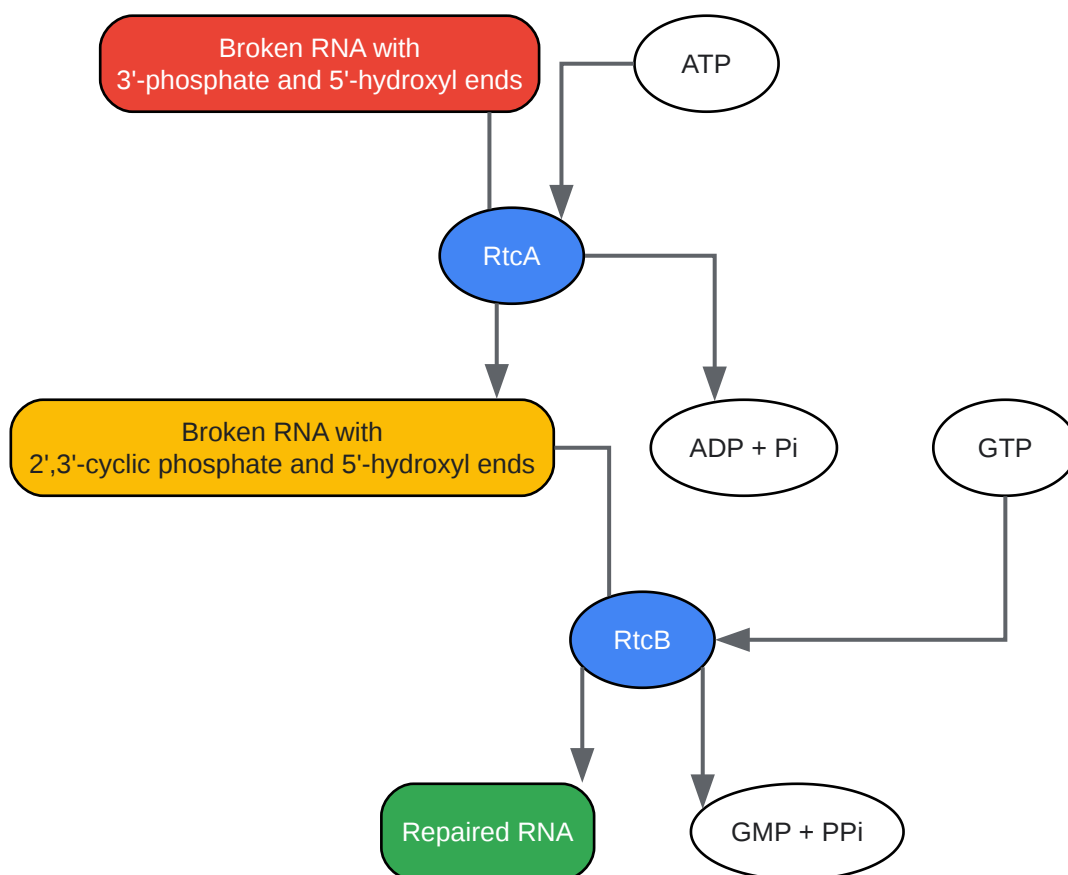 Broken RNA with
3'-phosphate and 5'-hydroxyl ends
ATP
RtcA
Broken RNA with
2',3'-cyclic phosphate and 5'-hydroxyl ends
ADP + Pi
GTP
RtcB
Repaired RNA
GMP + PPi